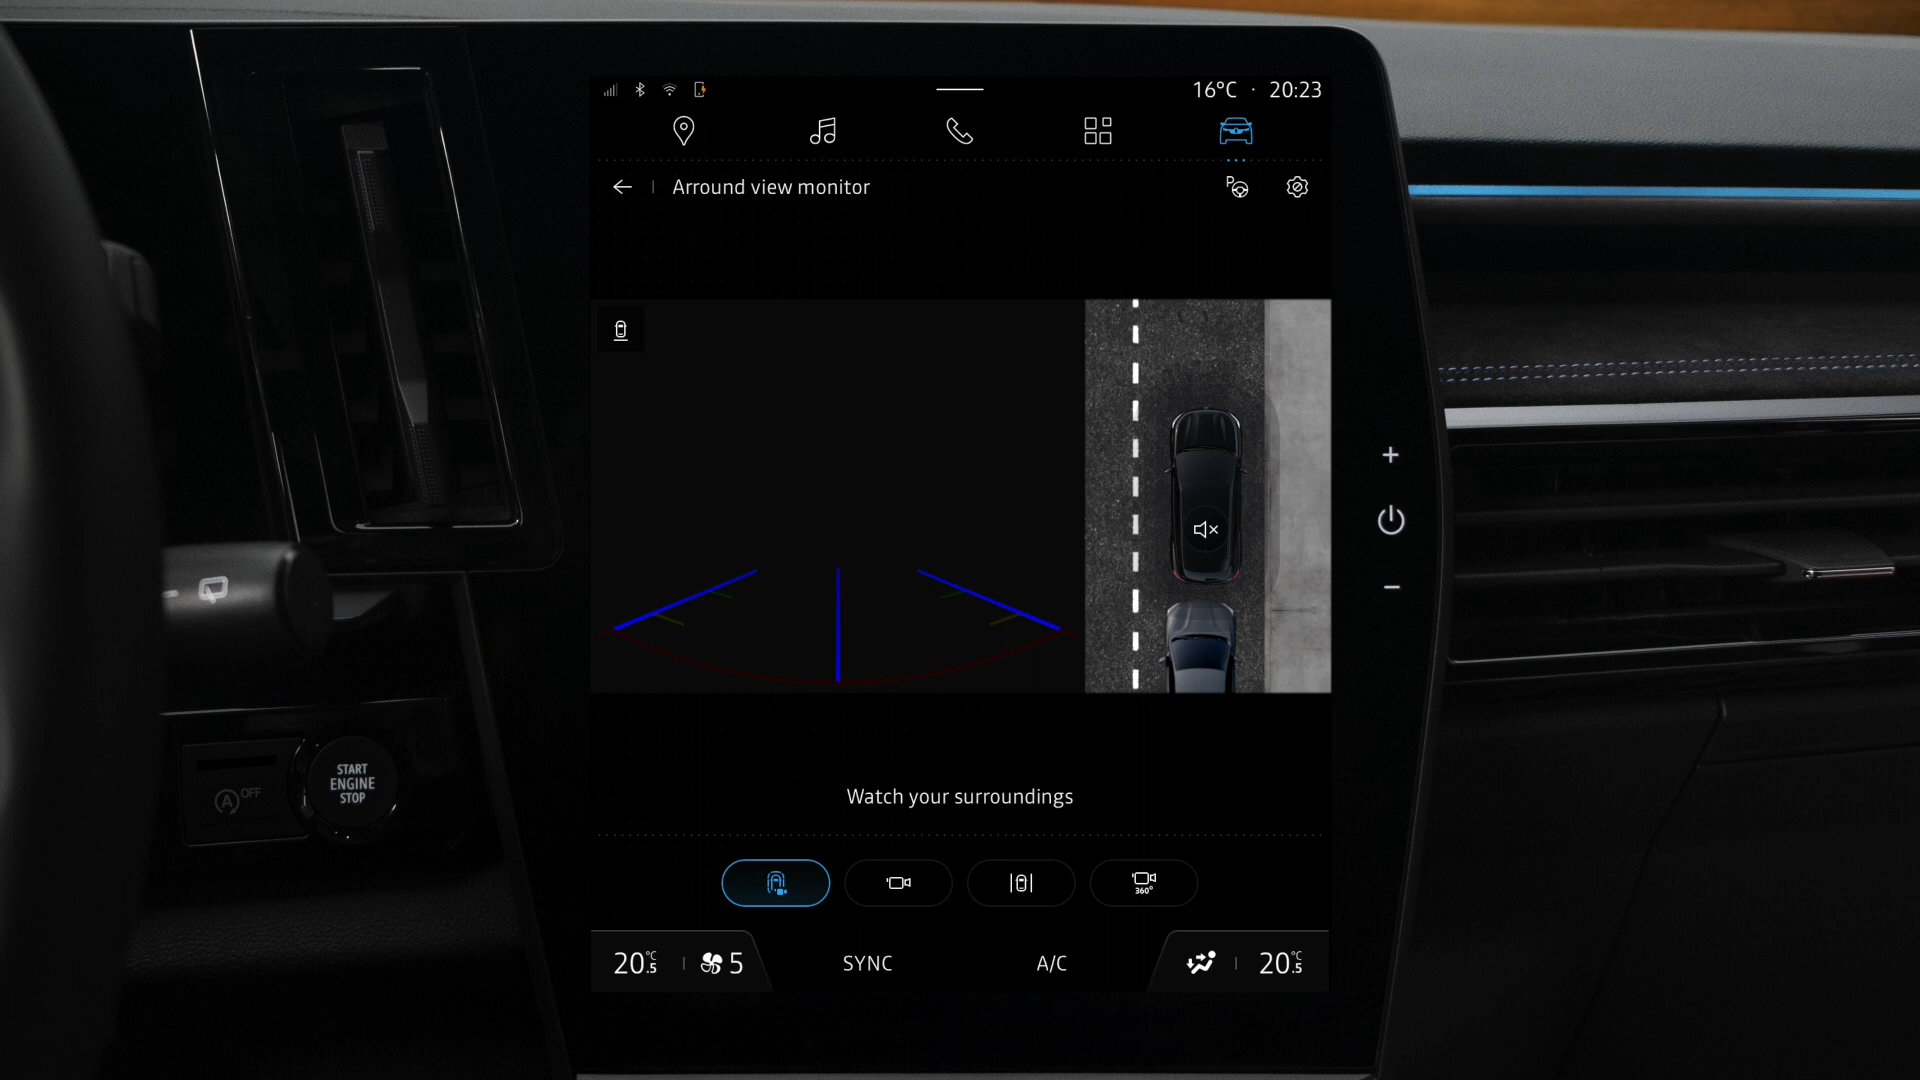 16°C · 20:23
Arround view monitor
P
START
ENGINE
STOP
A OFF
Watch your surroundings
360°
20.5°C 5 SYNC A/C 20.5°C